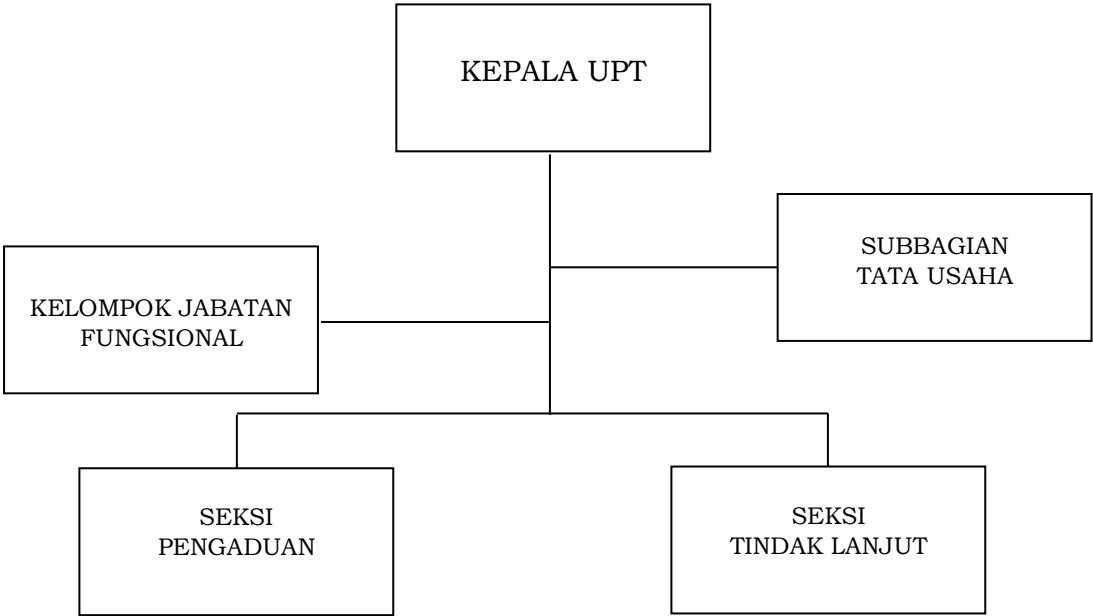 KEPALA UPT
SUBBAGIAN
TATA USAHA
KELOMPOK JABATAN
FUNGSIONAL
SEKSI
PENGADUAN
SEKSI
TINDAK LANJUT